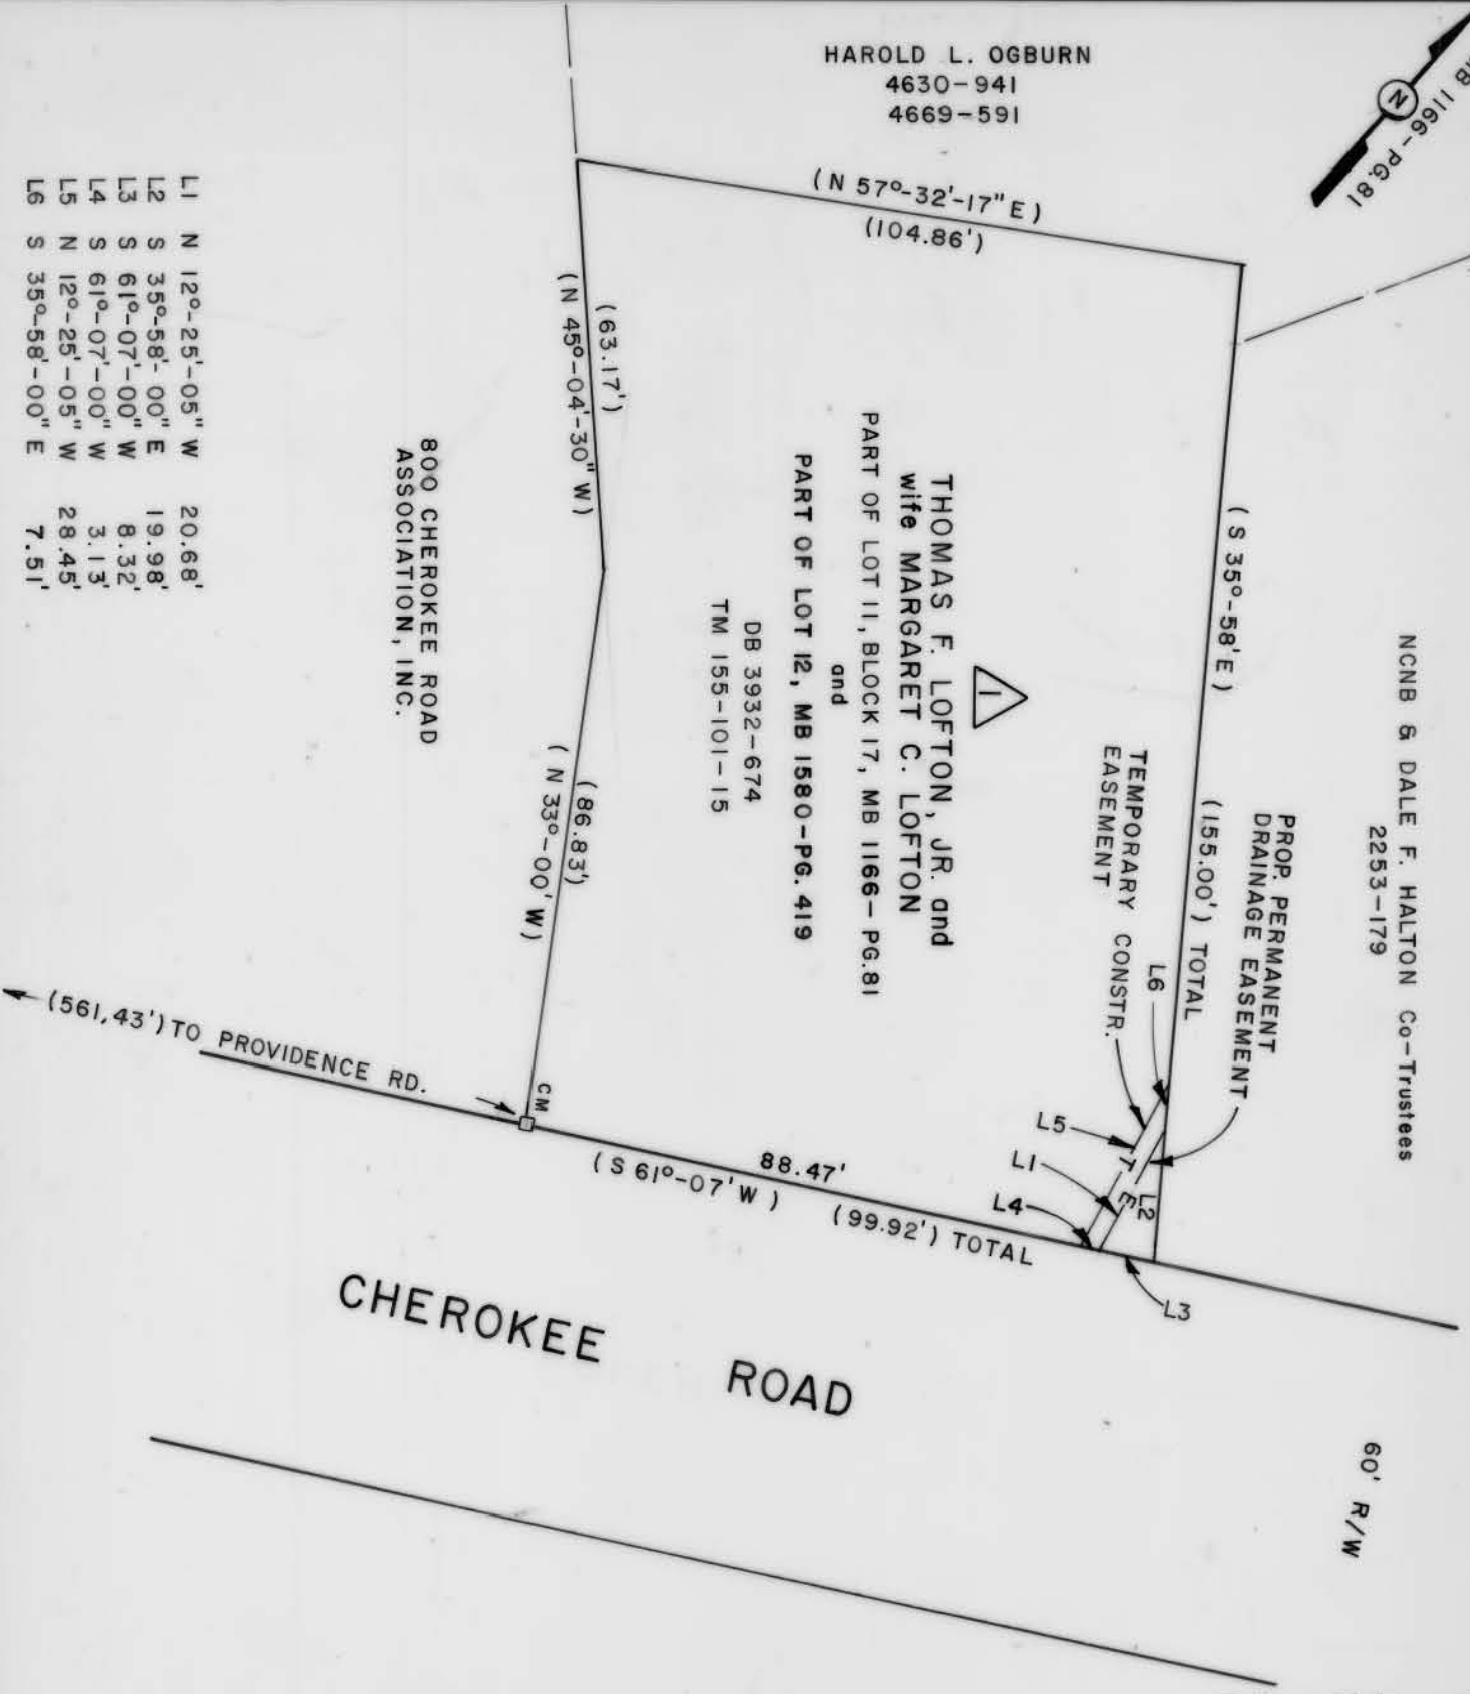 HAROLD L. OGBURN
4630-941
4669-591
1166-PG.81
N
(N 57°-32'-17"E)
(104.86')
(63.17')
(N 45°-04'-30"W)
(S 35°-58'E)
(155.00') TOTAL
NCNB & DALE F. HALTON Co-Trustees
2253-179
PROP. PERMANENT
DRAINAGE EASEMENT
TEMPORARY CONSTR.
EASEMENT
1
THOMAS F. LOFTON, JR. and
wife MARGARET C. LOFTON
PART OF LOT 11, BLOCK 17, MB 1166-PG.81
and
PART OF LOT 12, MB 1580-PG. 419
DB 3932-674
TM 155-101-15
800 CHEROKEE ROAD
ASSOCIATION, INC.
L1 N 12°-25'-05" W 20.68'
L2 S 35°-58'-00" E 19.98'
L3 S 61°-07'-00" W 8.32'
L4 S 61°-07'-00" W 3.13'
L5 N 12°-25'-05" W 28.45'
L6 S 35°-58'-00" E 7.51'
(86.83')
(N 33°-00' W)
L6
L5
L1
L4
L2
L3
T
E
CM
(561,43') TO PROVIDENCE RD.
88.47'
(S 61°-07'W)
(99.92') TOTAL
CHEROKEE ROAD
60' R/W